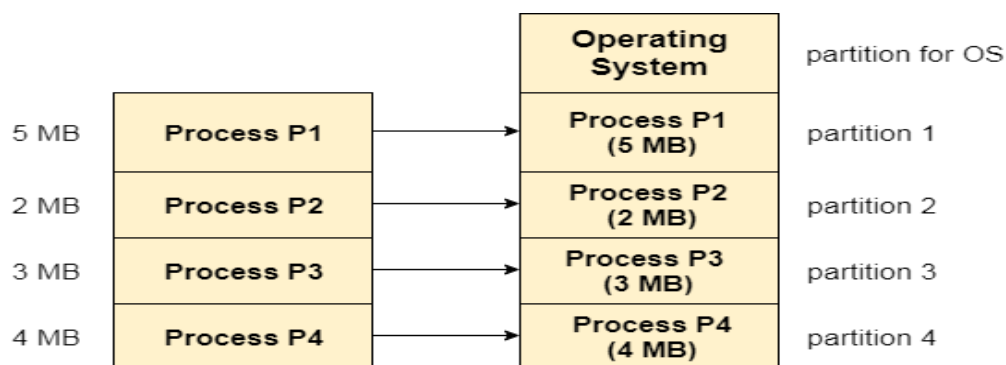 Operating
System
partition for OS
5 MB
Process P1
Process P1
(5 MB)
partition 1
2 MB
Process P2
Process P2
(2 MB)
partition 2
3 MB
Process P3
Process P3
(3 MB)
partition 3
4 MB
Process P4
Process P4
(4 MB)
partition 4